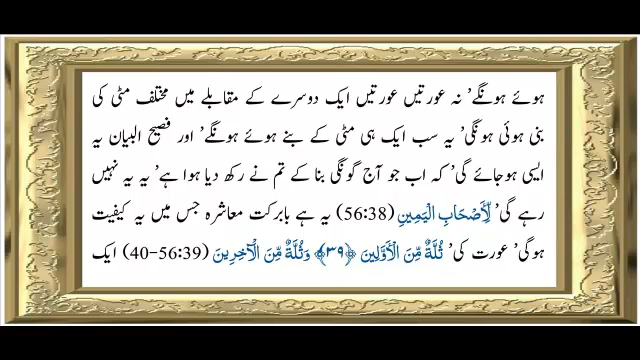 ہوئے ہونگے’ نہ عورتیں عورتیں ایک دوسرے کے مقابلے میں مختلف مٹی کی
بنی ہوئی ہونگی’ یہ سب ایک ہی مٹی کے بنے ہوئے ہونگے’ اور فصیح البیان یہ
ایسی ہوجائے گی’ کہ اب جو آج گونگی بنا کے تم نے رکھ دیا ہوا ہے’ یہ یہ نہیں
رہے گی’ لِّأَصْحَابِ الْيَمِينِ (56:38) یہ ہے بابرکت معاشرہ جس میں یہ کیفیت
ہوگی’ عورت کی’ ثُلَّةٌ مِّنَ الْأَوَّلِينَ ﴿٣٩﴾ وَثُلَّةٌ مِّنَ الْآخِرِينَ (40-56:39) ایک